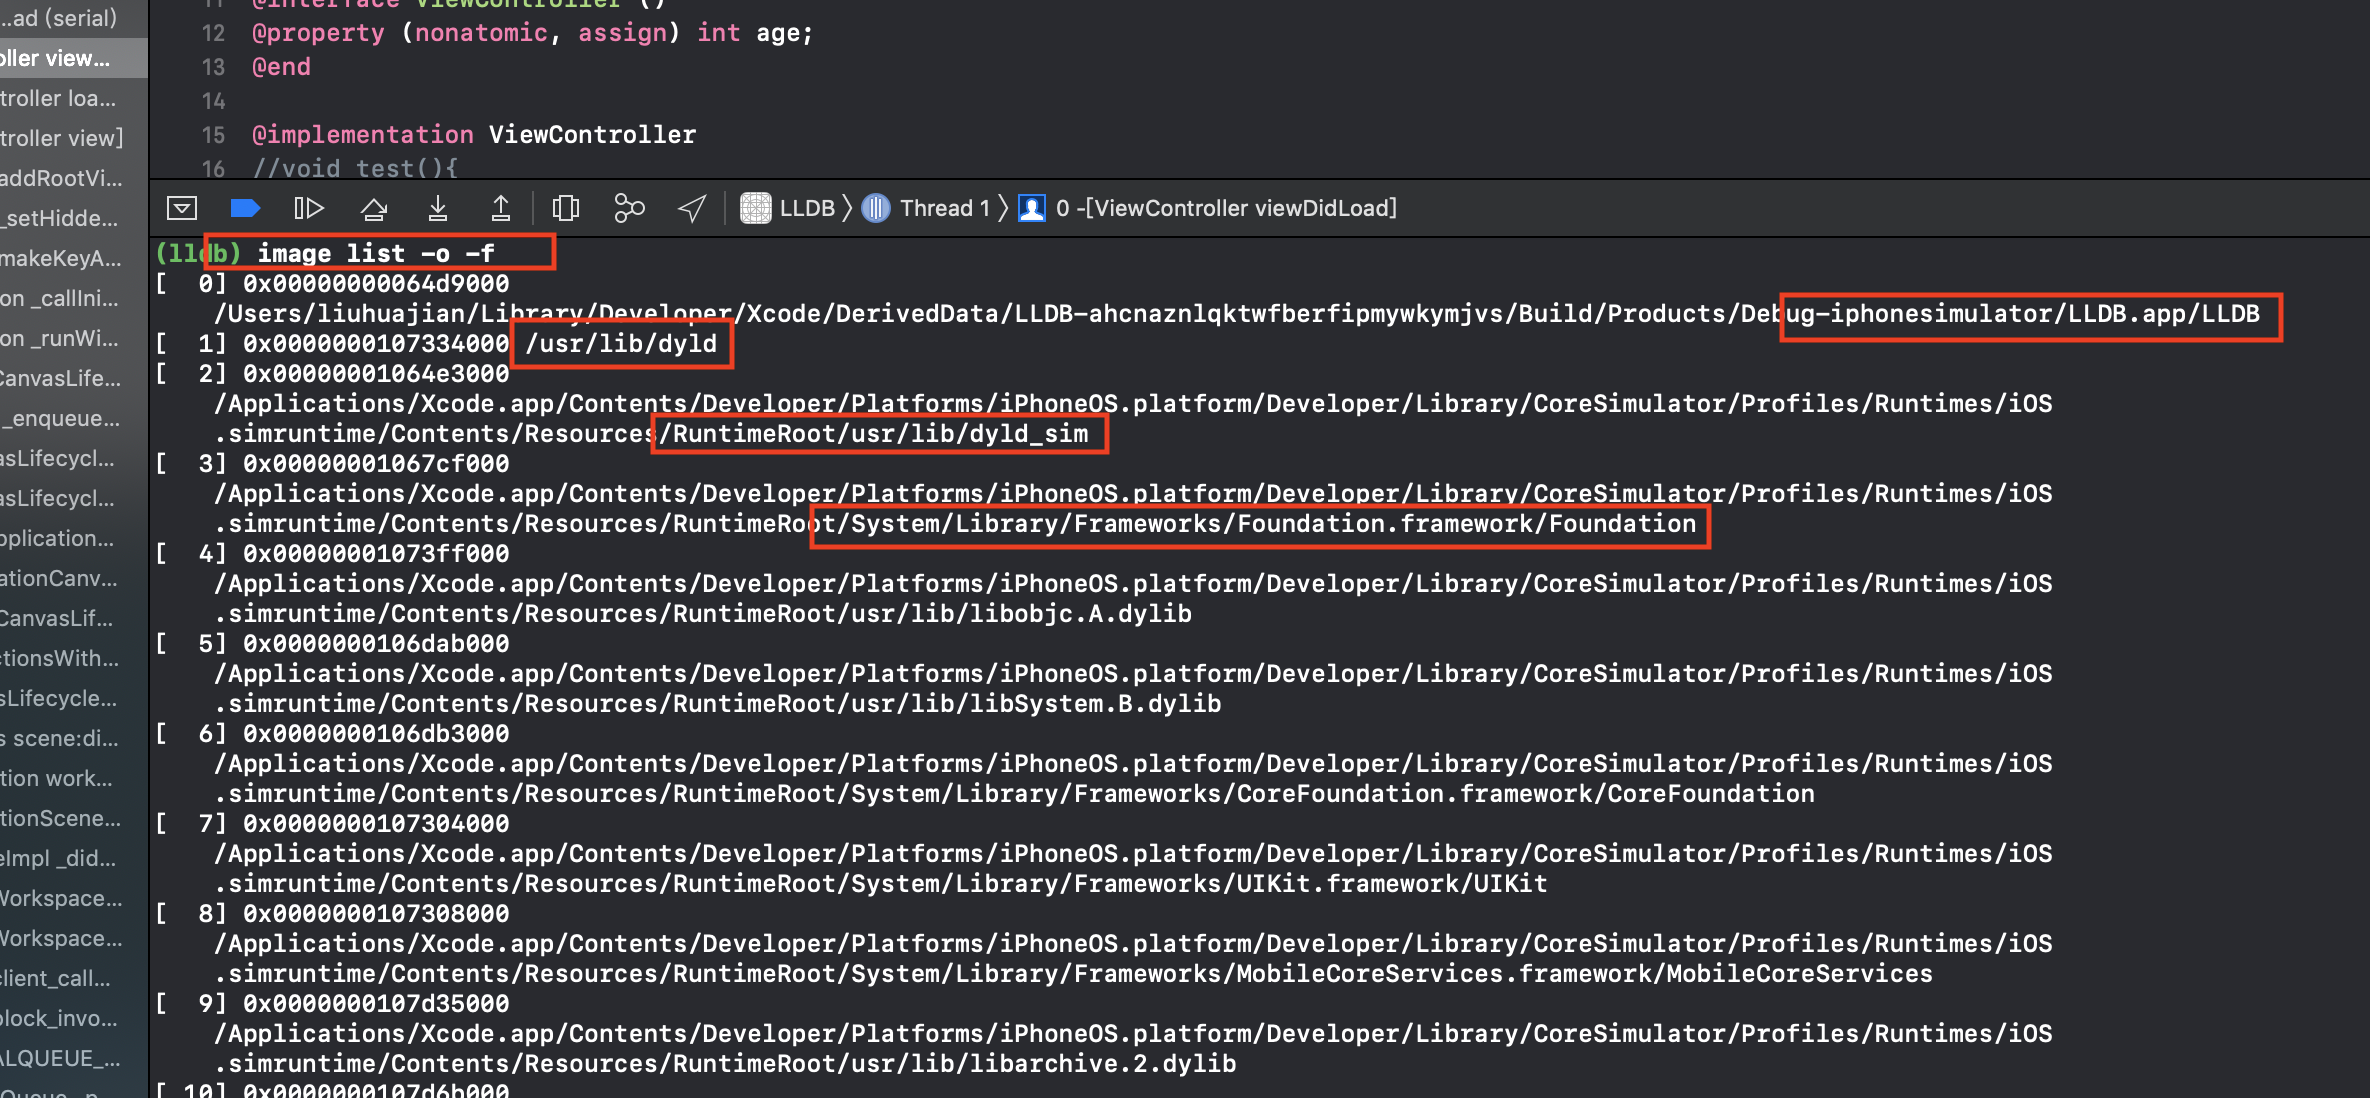 ...ad (serial)
oller view...
troller loa...
troller view]
addRootVi...
_setHidde...
makeKeyA...
on _callIni...
on _runWi...
CanvasLife...
_enqueue...
asLifecycl...
asLifecycl...
pplication...
ationCanv...
CanvasLif...
ctionsWith...
sLifecycle...
s scene:di...
tion work...
tionScene...
eImpl _did...
Workspace...
Workspace...
client_call...
block_invo...
ALQUEUE_...
Queue_p...
11 @interface ViewController ()
12 @property (nonatomic, assign) int age;
13 @end
14
15 @implementation ViewController
16 //void test(){
LLDB Thread 1 0 -[ViewController viewDidLoad]
(lldb) image list -o -f
[  0] 0x00000000064d9000
/Users/liuhuajian/Library/Developer/Xcode/DerivedData/LLDB-ahcnaznlqktwfberfipmywkymjvs/Build/Products/Debug-iphonesimulator/LLDB.app/LLDB
[  1] 0x0000000107334000 /usr/lib/dyld
[  2] 0x00000001064e3000
/Applications/Xcode.app/Contents/Developer/Platforms/iPhoneOS.platform/Developer/Library/CoreSimulator/Profiles/Runtimes/iOS
.simruntime/Contents/Resources/RuntimeRoot/usr/lib/dyld_sim
[  3] 0x00000001067cf000
/Applications/Xcode.app/Contents/Developer/Platforms/iPhoneOS.platform/Developer/Library/CoreSimulator/Profiles/Runtimes/iOS
.simruntime/Contents/Resources/RuntimeRoot/System/Library/Frameworks/Foundation.framework/Foundation
[  4] 0x00000001073ff000
/Applications/Xcode.app/Contents/Developer/Platforms/iPhoneOS.platform/Developer/Library/CoreSimulator/Profiles/Runtimes/iOS
.simruntime/Contents/Resources/RuntimeRoot/usr/lib/libobjc.A.dylib
[  5] 0x0000000106dab000
/Applications/Xcode.app/Contents/Developer/Platforms/iPhoneOS.platform/Developer/Library/CoreSimulator/Profiles/Runtimes/iOS
.simruntime/Contents/Resources/RuntimeRoot/usr/lib/libSystem.B.dylib
[  6] 0x0000000106db3000
/Applications/Xcode.app/Contents/Developer/Platforms/iPhoneOS.platform/Developer/Library/CoreSimulator/Profiles/Runtimes/iOS
.simruntime/Contents/Resources/RuntimeRoot/System/Library/Frameworks/CoreFoundation.framework/CoreFoundation
[  7] 0x0000000107304000
/Applications/Xcode.app/Contents/Developer/Platforms/iPhoneOS.platform/Developer/Library/CoreSimulator/Profiles/Runtimes/iOS
.simruntime/Contents/Resources/RuntimeRoot/System/Library/Frameworks/UIKit.framework/UIKit
[  8] 0x0000000107308000
/Applications/Xcode.app/Contents/Developer/Platforms/iPhoneOS.platform/Developer/Library/CoreSimulator/Profiles/Runtimes/iOS
.simruntime/Contents/Resources/RuntimeRoot/System/Library/Frameworks/MobileCoreServices.framework/MobileCoreServices
[  9] 0x0000000107d35000
/Applications/Xcode.app/Contents/Developer/Platforms/iPhoneOS.platform/Developer/Library/CoreSimulator/Profiles/Runtimes/iOS
.simruntime/Contents/Resources/RuntimeRoot/usr/lib/libarchive.2.dylib
[ 10] 0x0000000107d6b000